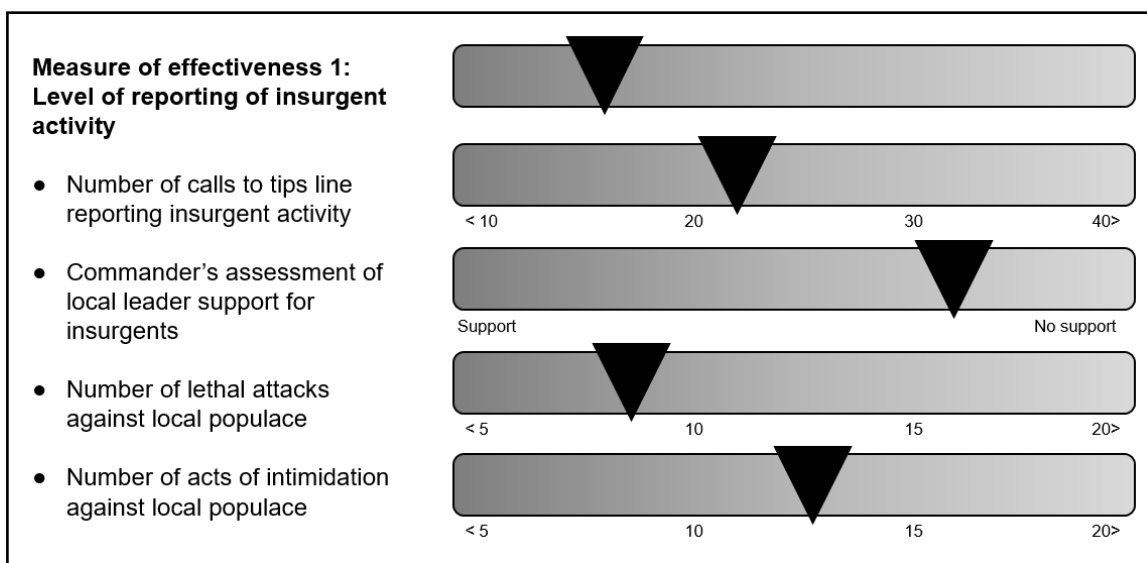 Measure of effectiveness 1:
Level of reporting of insurgent
activity
● Number of calls to tips line
reporting insurgent activity
< 10 20 30 40>
● Commander’s assessment of
local leader support for
insurgents
Support No support
● Number of lethal attacks
against local populace
< 5 10 15 20>
● Number of acts of intimidation
against local populace
< 5 10 15 20>